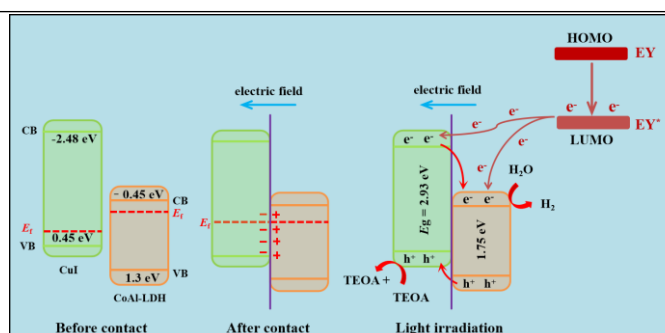 HOMO
EY
electric field
electric field
e⁻ e⁻
EY*
LUMO
CB
-2.48 eV
- 0.45 eV
CB
Ef
Ef
0.45 eV
VB
1.3 eV
VB
CuI
CoAl-LDH
Before contact
Ef
- +
- +
- +
- +
After contact
e⁻
e⁻
e⁻
e⁻ e⁻
Eg = 2.93 eV
H₂O
H₂
e⁻ e⁻
1.75 eV
h⁺ h⁺
TEOA +
TEOA
h⁺ h⁺
Light irradiation